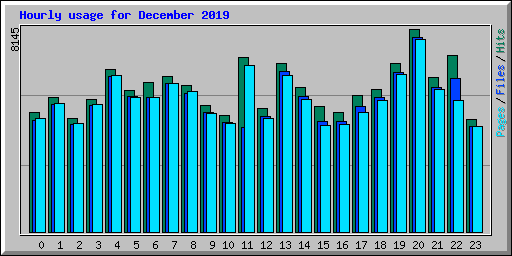 Hourly usage for December 2019
8145
Pages / Files / Hits
0 1 2 3 4 5 6 7 8 9 10 11 12 13 14 15 16 17 18 19 20 21 22 23